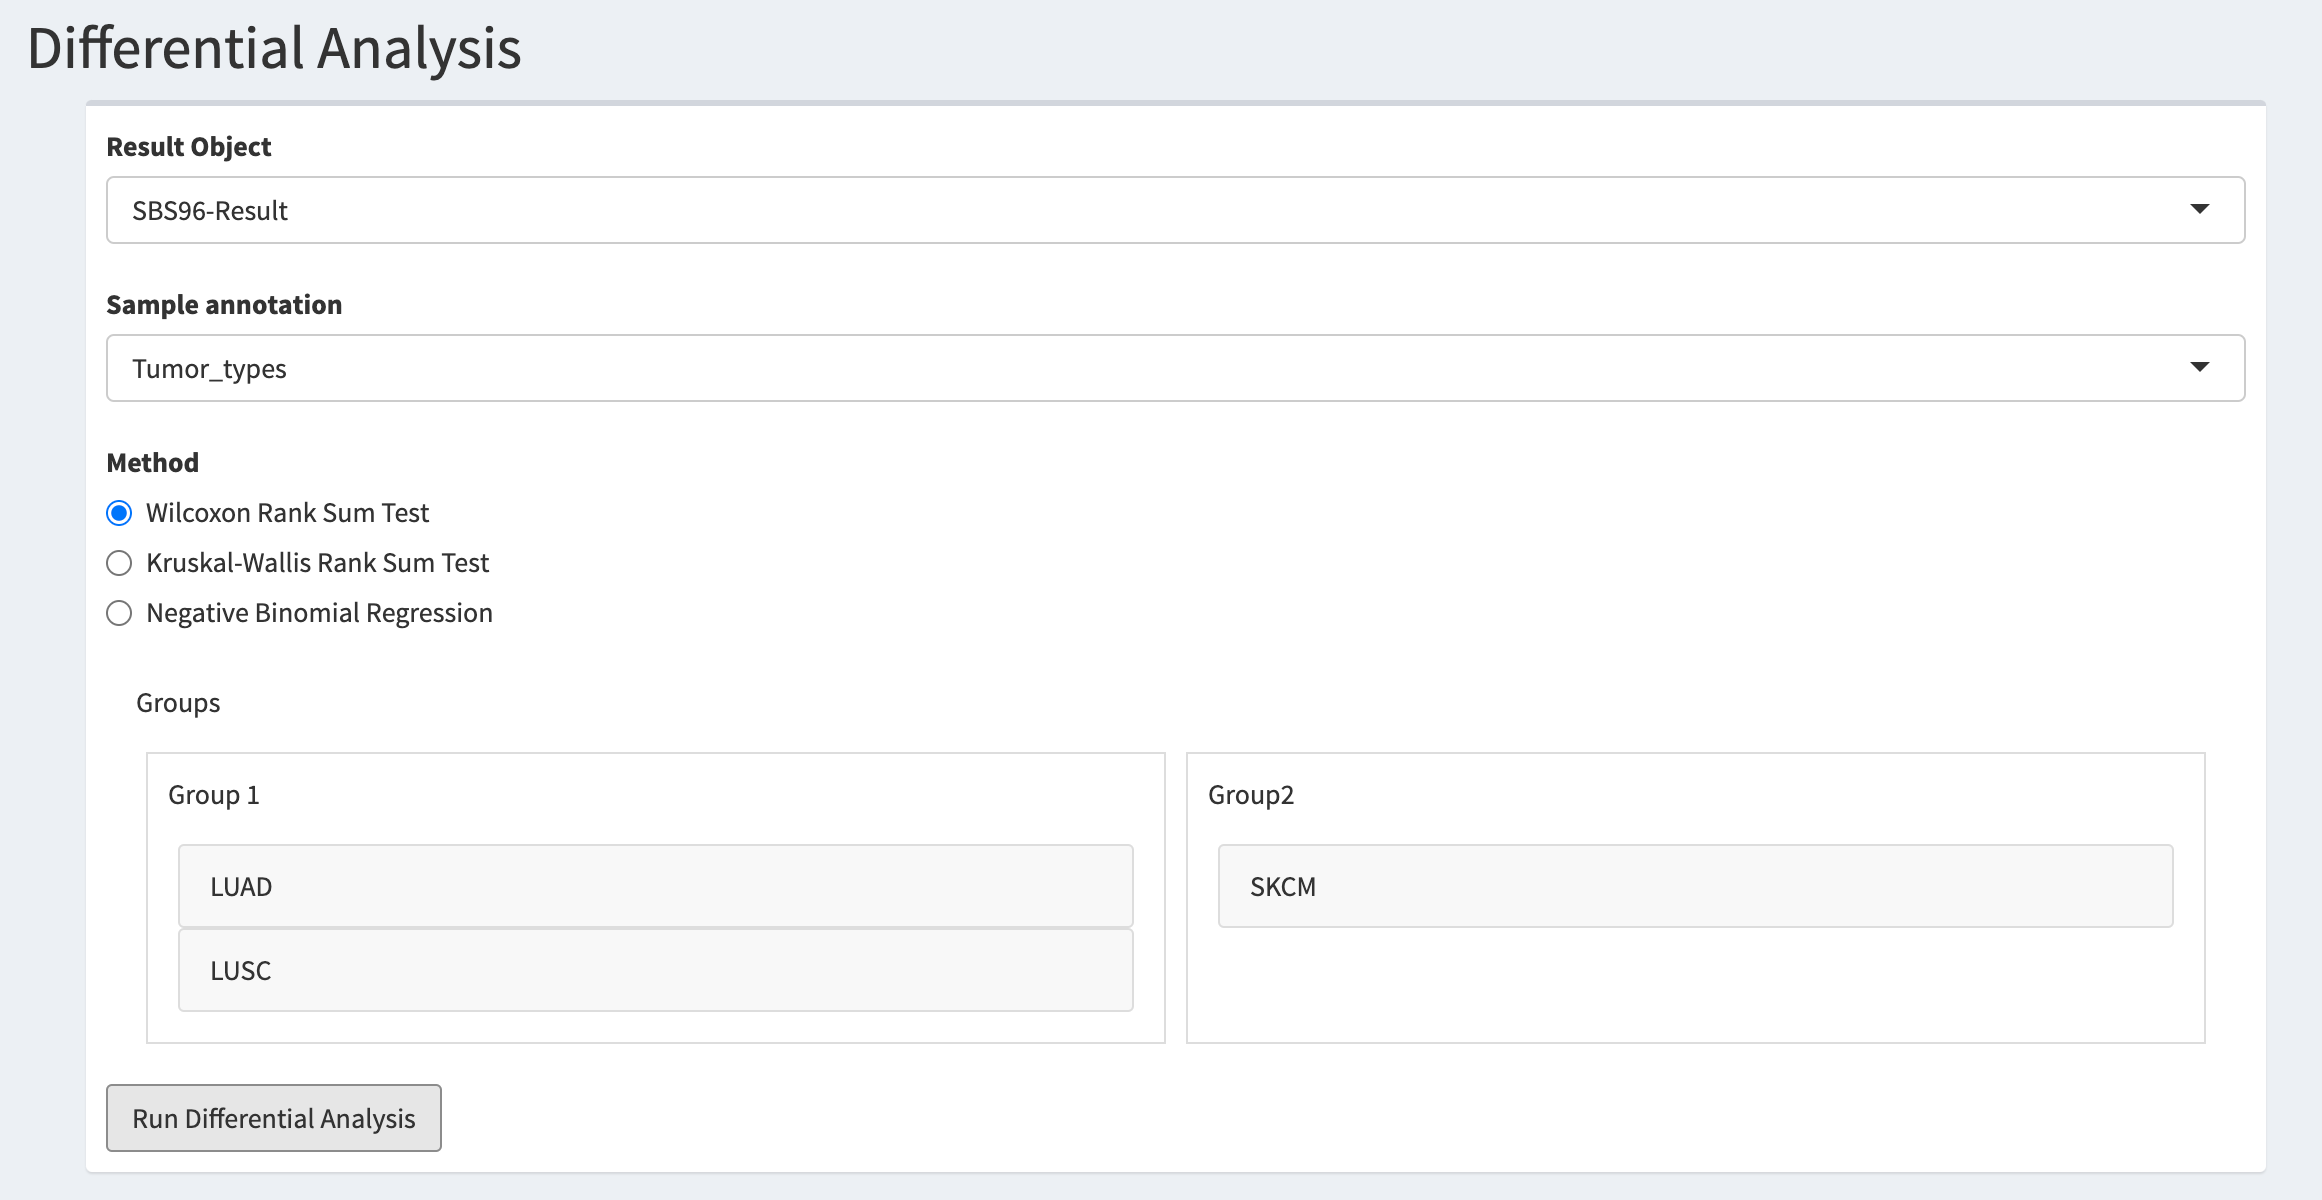 Differential Analysis
Result Object
SBS96-Result
Sample annotation
Tumor_types
Method
Wilcoxon Rank Sum Test
Kruskal-Wallis Rank Sum Test
Negative Binomial Regression
Groups
Group 1
LUAD
LUSC
Group2
SKCM
Run Differential Analysis